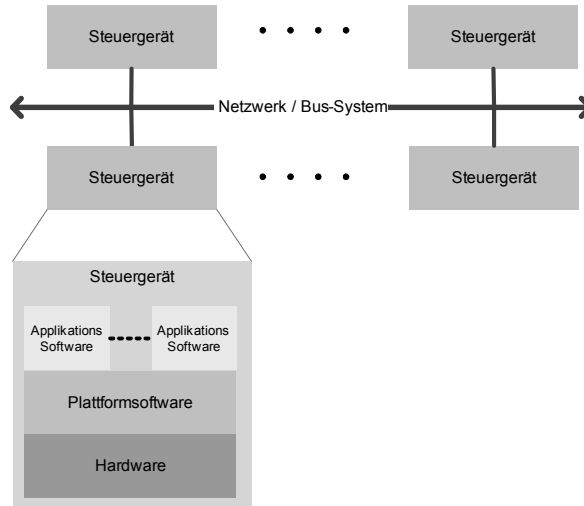 Steuergerät
Steuergerät
Netzwerk / Bus-System
Steuergerät
Steuergerät
Steuergerät
Applikations
Software
Applikations
Software
Plattformsoftware
Hardware